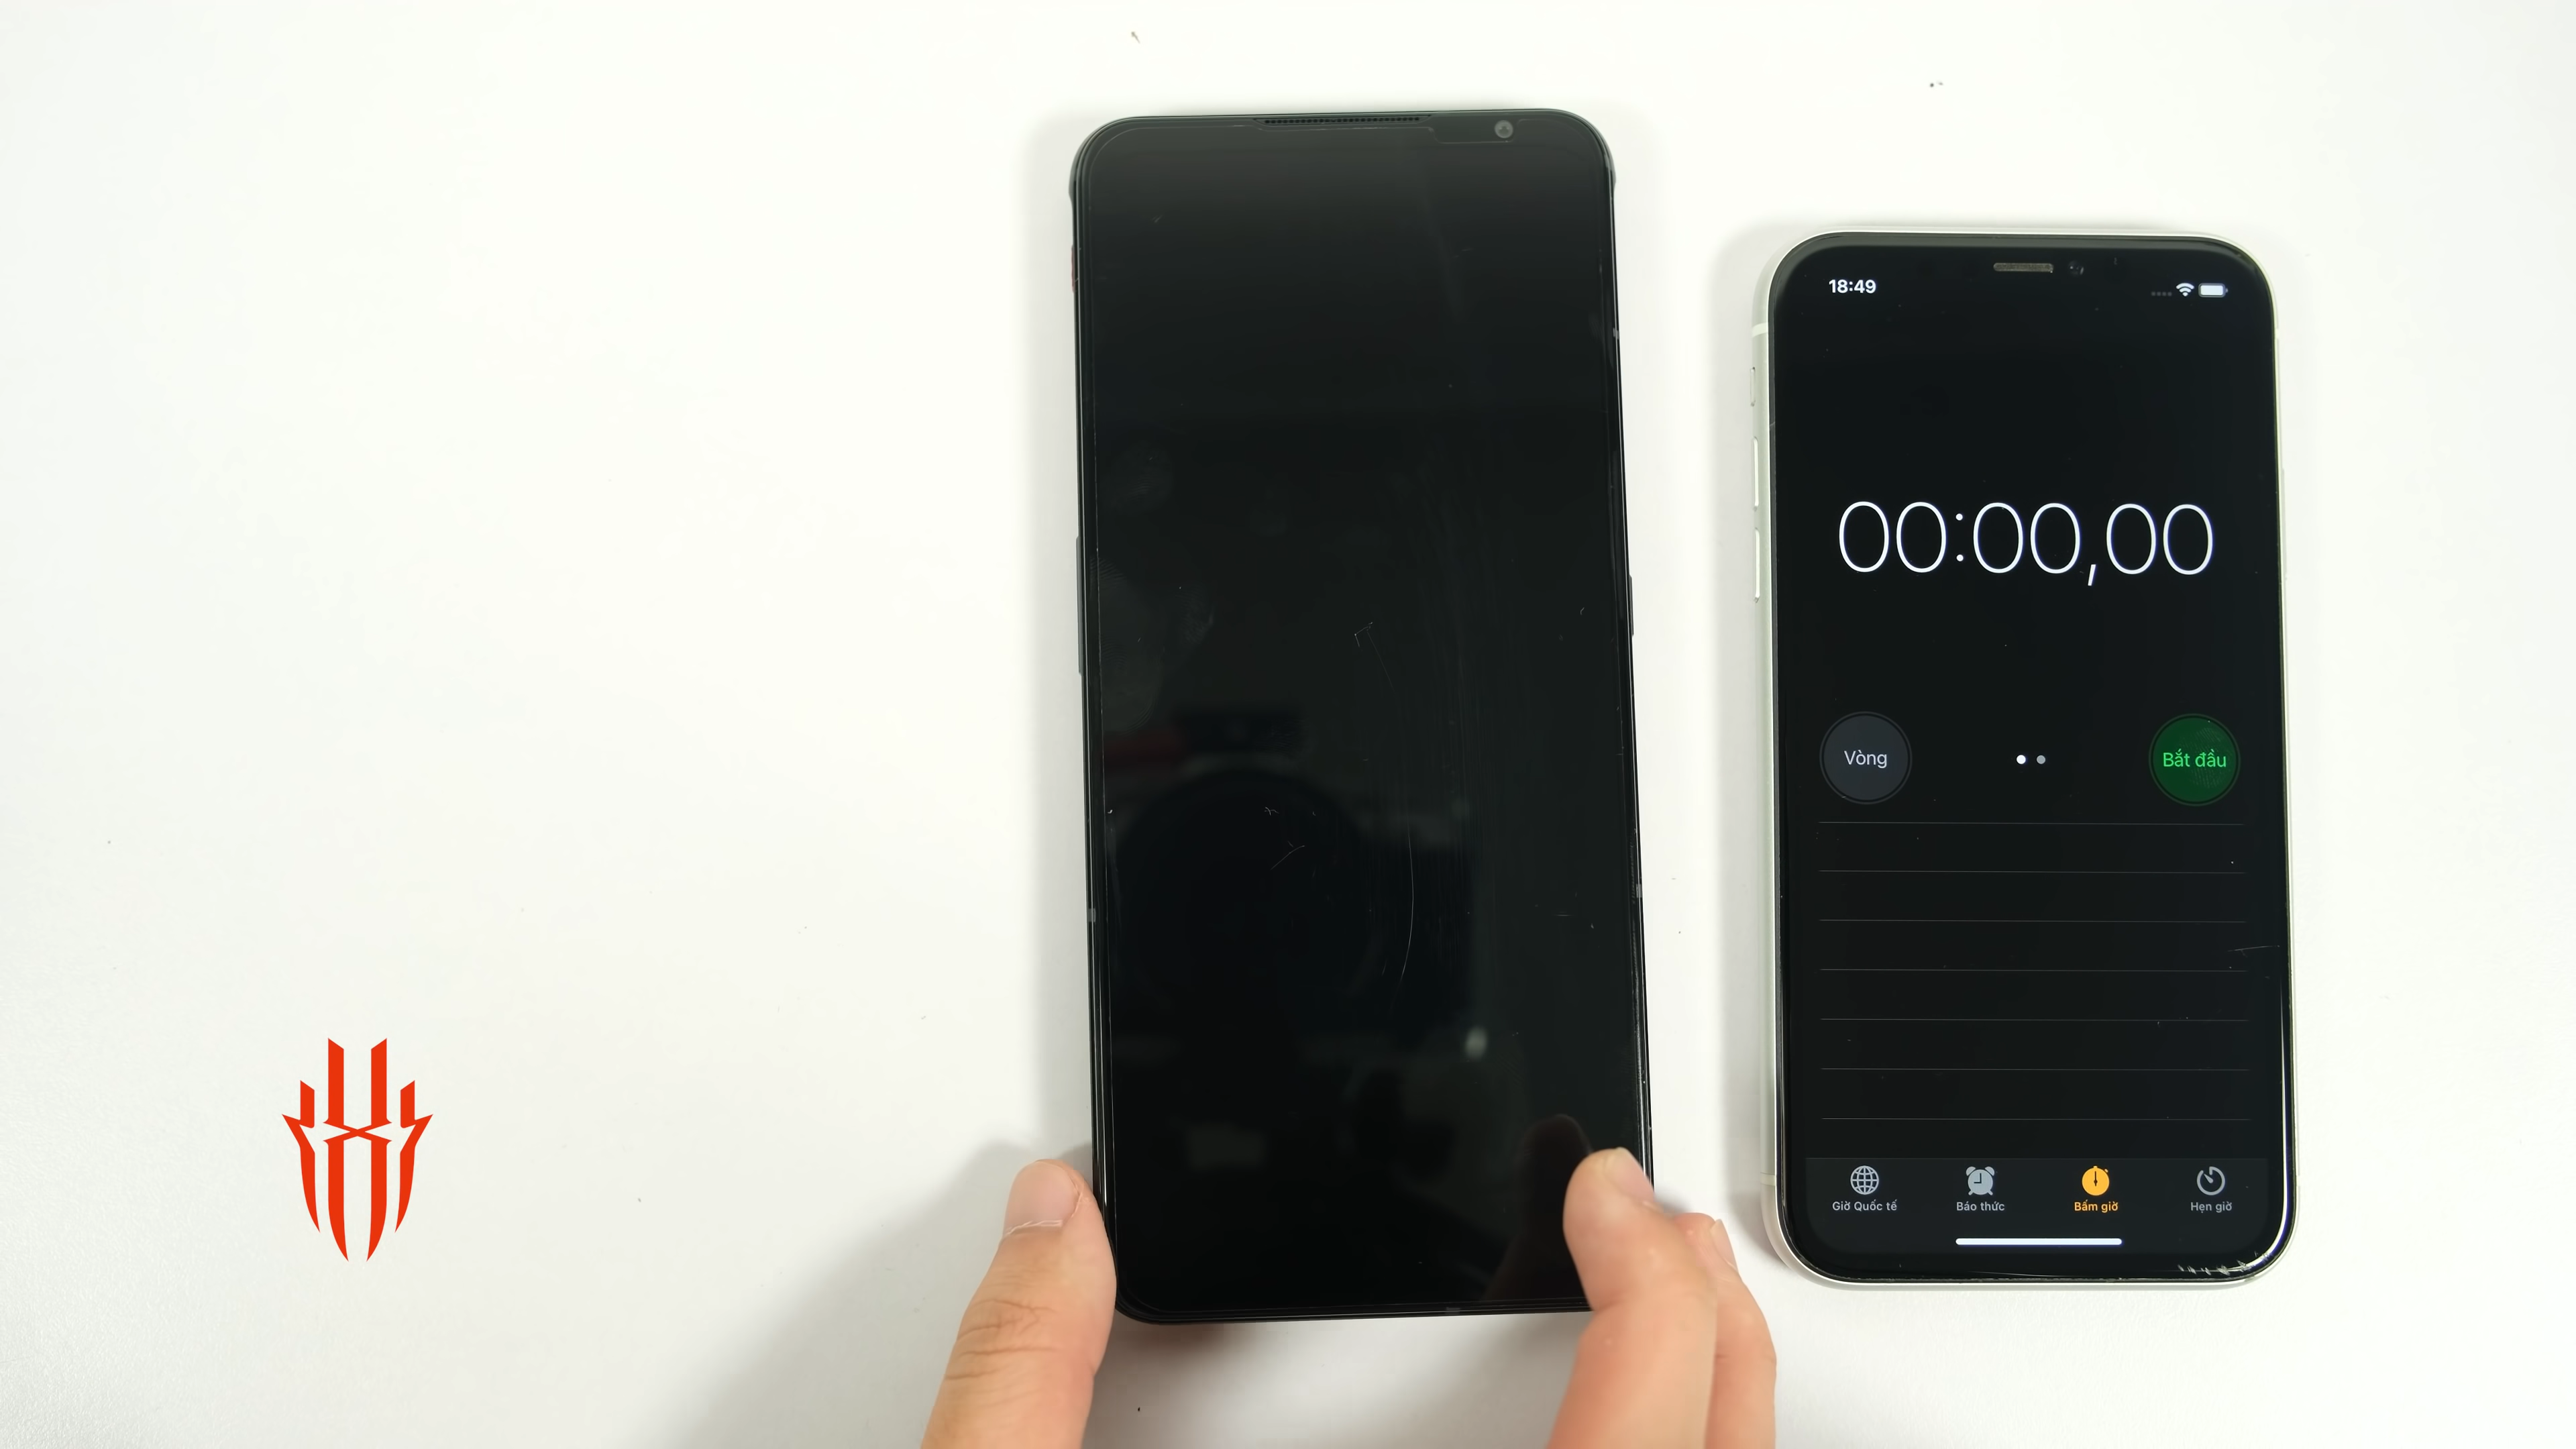 18:49
00:00,00
Vòng
Bắt đầu
Giờ Quốc tế
Báo thức
Bấm giờ
Hẹn giờ